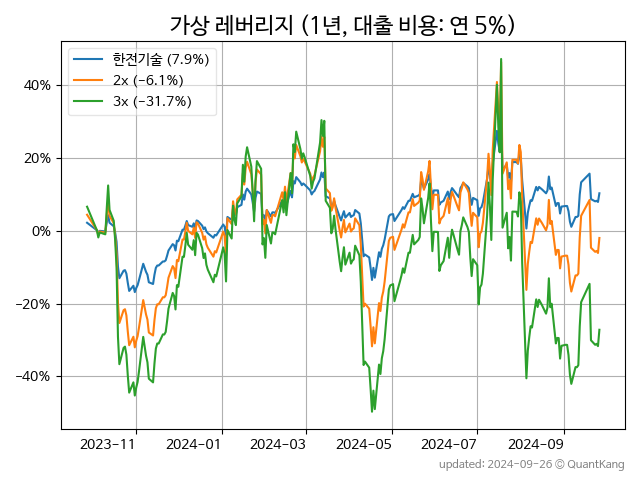 가상 레버리지 (1년, 대출 비용: 연 5%)
한전기술 (7.9%)
2x (−6.1%)
3x (−31.7%)
40%
20%
0%
−20%
−40%
2023−11 2024−01 2024−03 2024−05 2024−07 2024−09
updated: 2024−09−26 © QuantKang